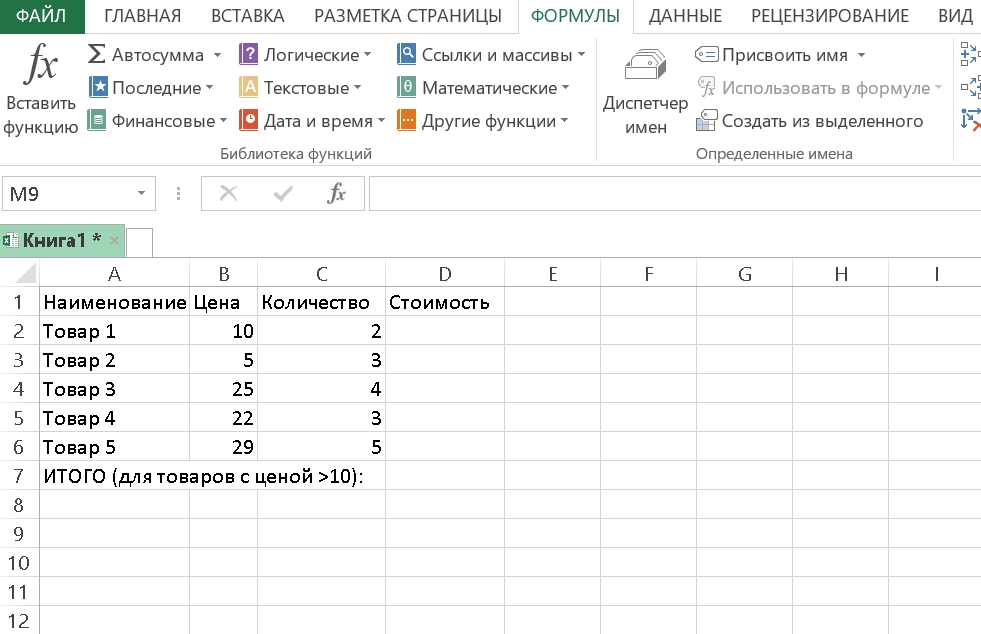 ФАЙЛ ГЛАВНАЯ ВСТАВКА РАЗМЕТКА СТРАНИЦЫ ФОРМУЛЫ ДАННЫЕ РЕЦЕНЗИРОВАНИЕ ВИД
fx Вставить функцию
Σ Автосумма
Последние
Финансовые
? Логические
A Текстовые
Дата и время
Ссылки и массивы
θ Математические
Другие функции
Библиотека функций
Диспетчер имен
Присвоить имя
fx Использовать в формуле
Создать из выделенного
Определенные имена
M9 fx
Книга1 *
A B C D E F G H I
1 Наименование Цена Количество Стоимость
2 Товар 1 10 2
3 Товар 2 5 3
4 Товар 3 25 4
5 Товар 4 22 3
6 Товар 5 29 5
7 ИТОГО (для товаров с ценой >10):
8
9
10
11
12